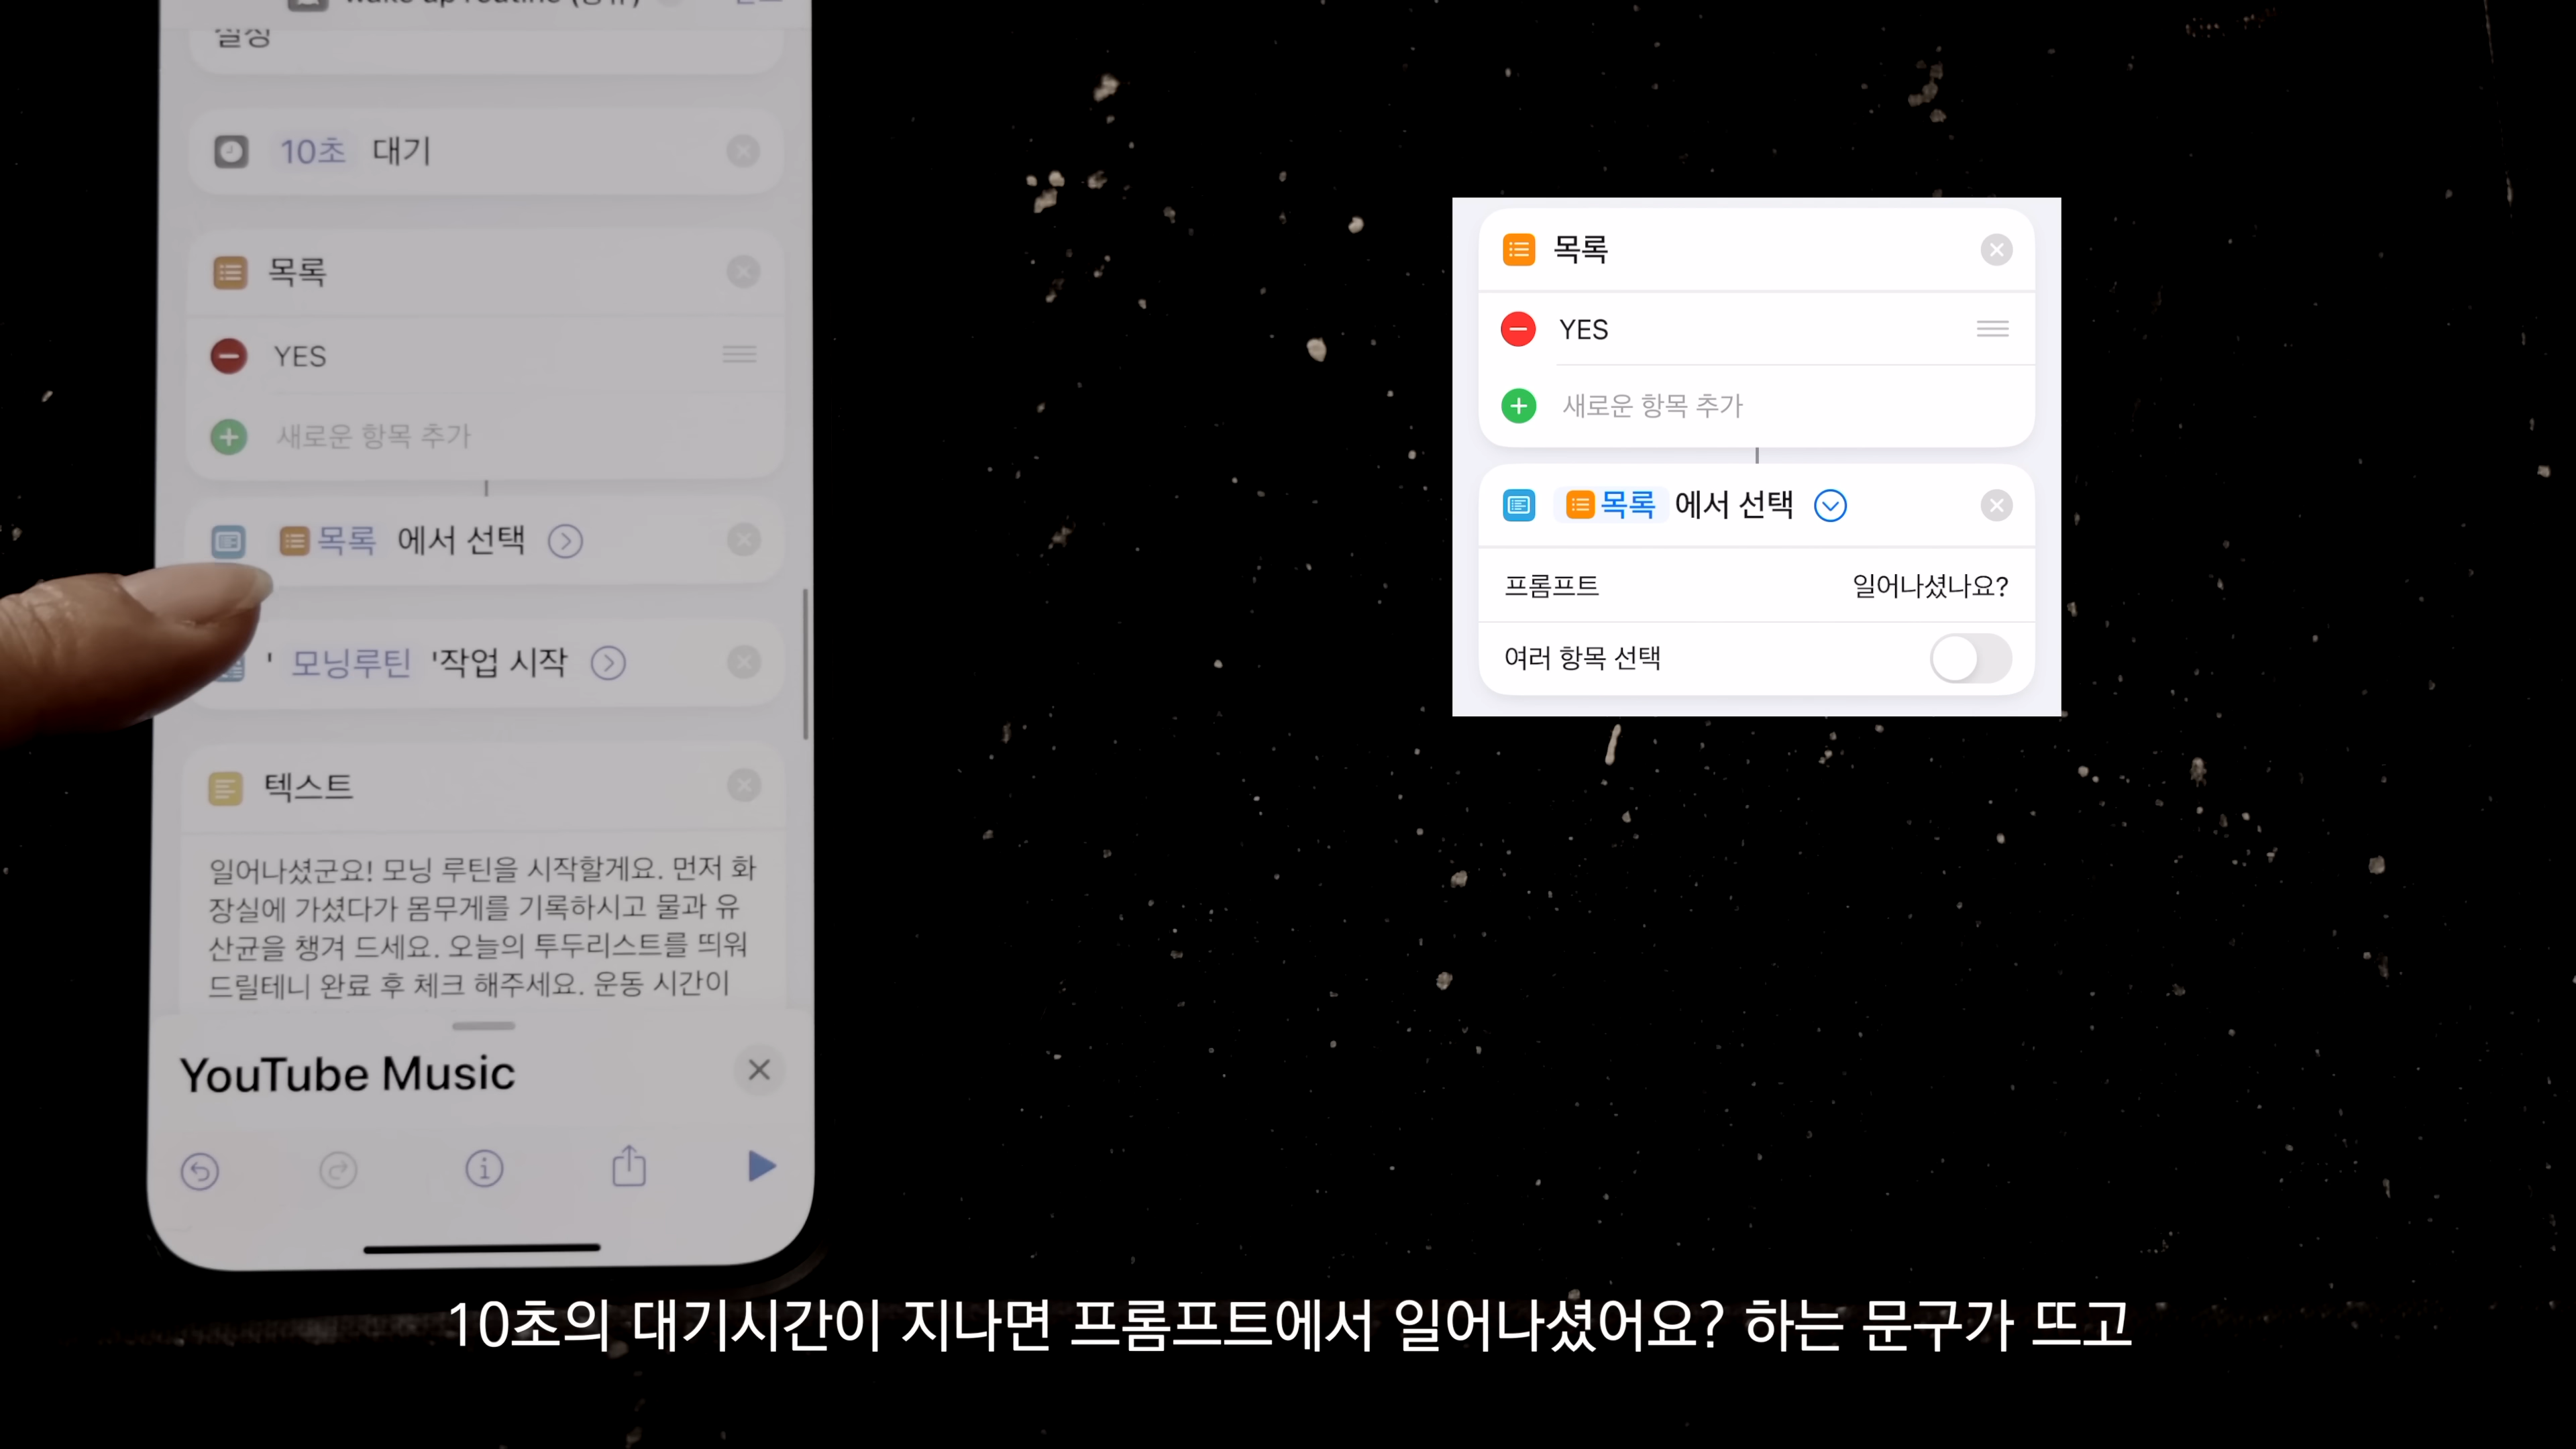 10초 대기
목록
YES
새로운 항목 추가
목록 에서 선택
' 모닝루틴 '작업 시작
텍스트
일어나셨군요! 모닝 루틴을 시작할게요. 먼저 화
장실에 가셨다가 몸무게를 기록하시고 물과 유
산균을 챙겨 드세요. 오늘의 투두리스트를 띄워
드릴테니 완료 후 체크 해주세요. 운동 시간이
YouTube Music
목록
YES
새로운 항목 추가
목록 에서 선택
프롬프트 일어나셨나요?
여러 항목 선택
10초의 대기시간이 지나면 프롬프트에서 일어나셨어요? 하는 문구가 뜨고